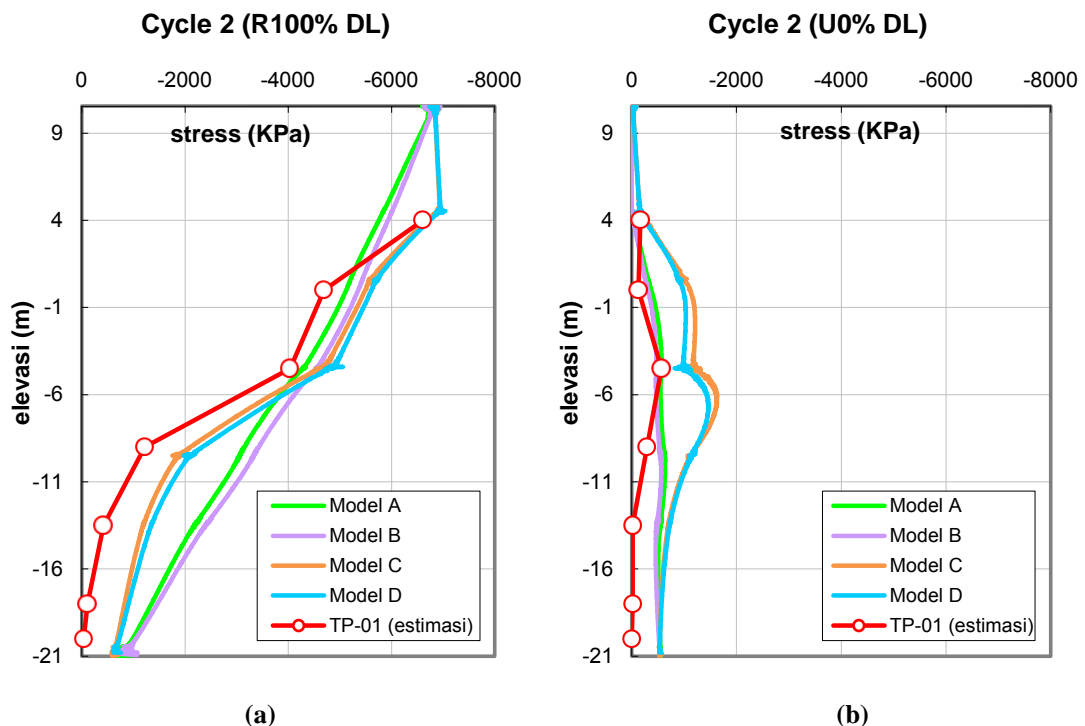 Cycle 2 (R100% DL)
0 -2000 -4000 -6000 -8000
stress (KPa)
elevasi (m)
9
4
-1
-6
-11
-16
-21
Model A
Model B
Model C
Model D
TP-01 (estimasi)
(a)
Cycle 2 (U0% DL)
0 -2000 -4000 -6000 -8000
stress (KPa)
elevasi (m)
9
4
-1
-6
-11
-16
-21
Model A
Model B
Model C
Model D
TP-01 (estimasi)
(b)